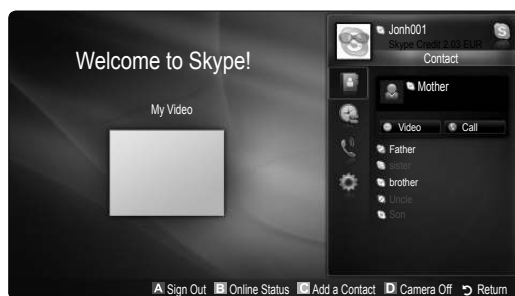 Welcome to Skype!
My Video
Jonh001
Skype Credit 2.03 EUR
Contact
Mother
Video Call
Father
sister
brother
Uncle
Son
A Sign Out B Online Status C Add a Contact D Camera Off Return